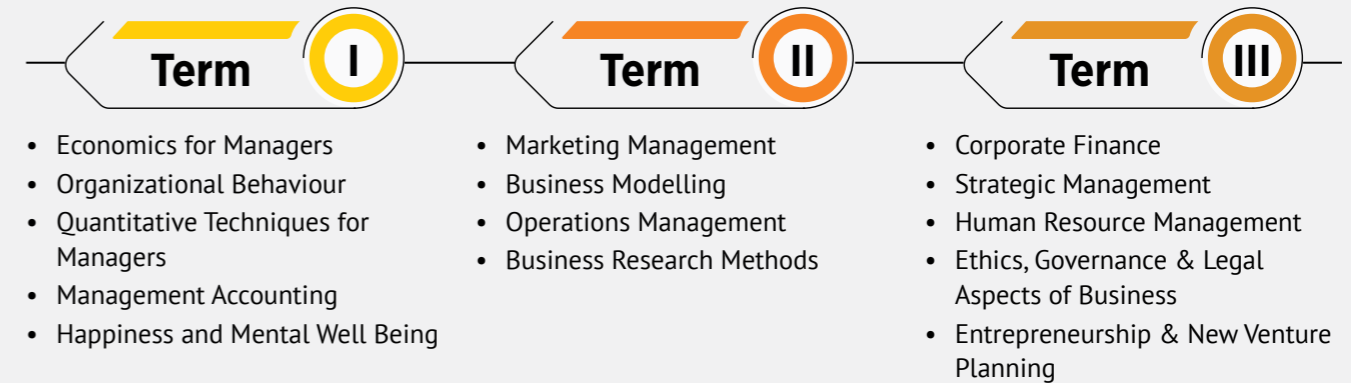 Term I
• Economics for Managers
• Organizational Behaviour
• Quantitative Techniques for
Managers
• Management Accounting
• Happiness and Mental Well Being
Term II
• Marketing Management
• Business Modelling
• Operations Management
• Business Research Methods
Term III
• Corporate Finance
• Strategic Management
• Human Resource Management
• Ethics, Governance & Legal
Aspects of Business
• Entrepreneurship & New Venture
Planning